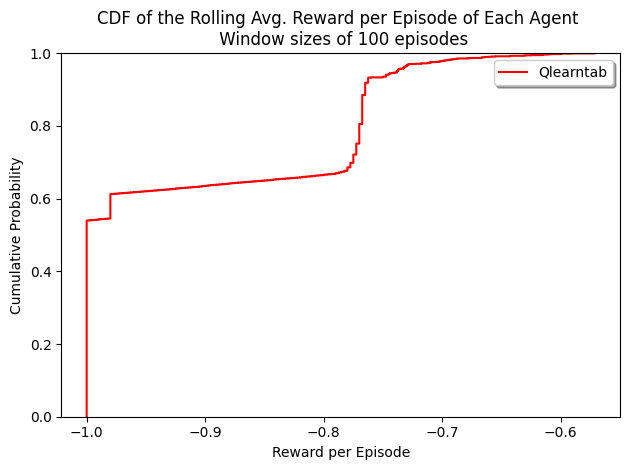 CDF of the Rolling Avg. Reward per Episode of Each Agent
Window sizes of 100 episodes
Qlearntab
Cumulative Probability
1.0
0.8
0.6
0.4
0.2
0.0
−1.0 −0.9 −0.8 −0.7 −0.6
Reward per Episode